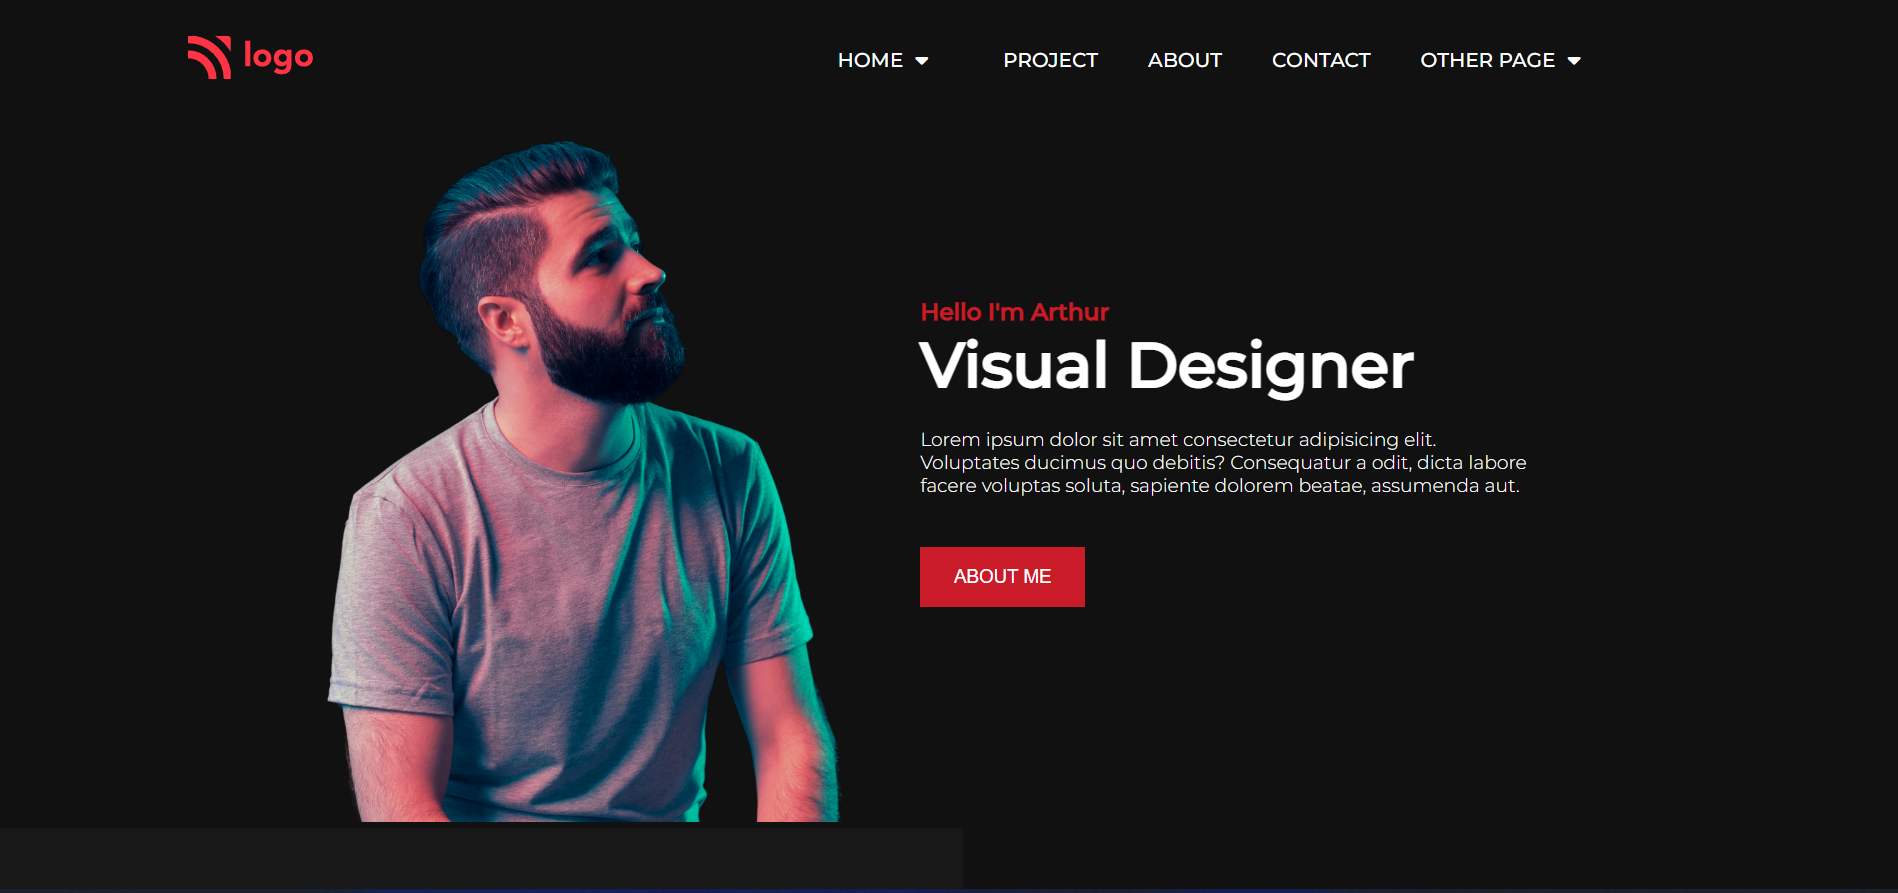 logo
HOME
PROJECT
ABOUT
CONTACT
OTHER PAGE
Hello I'm Arthur
Visual Designer
Lorem ipsum dolor sit amet consectetur adipisicing elit.
Voluptates ducimus quo debitis? Consequatur a odit, dicta labore
facere voluptas soluta, sapiente dolorem beatae, assumenda aut.
ABOUT ME